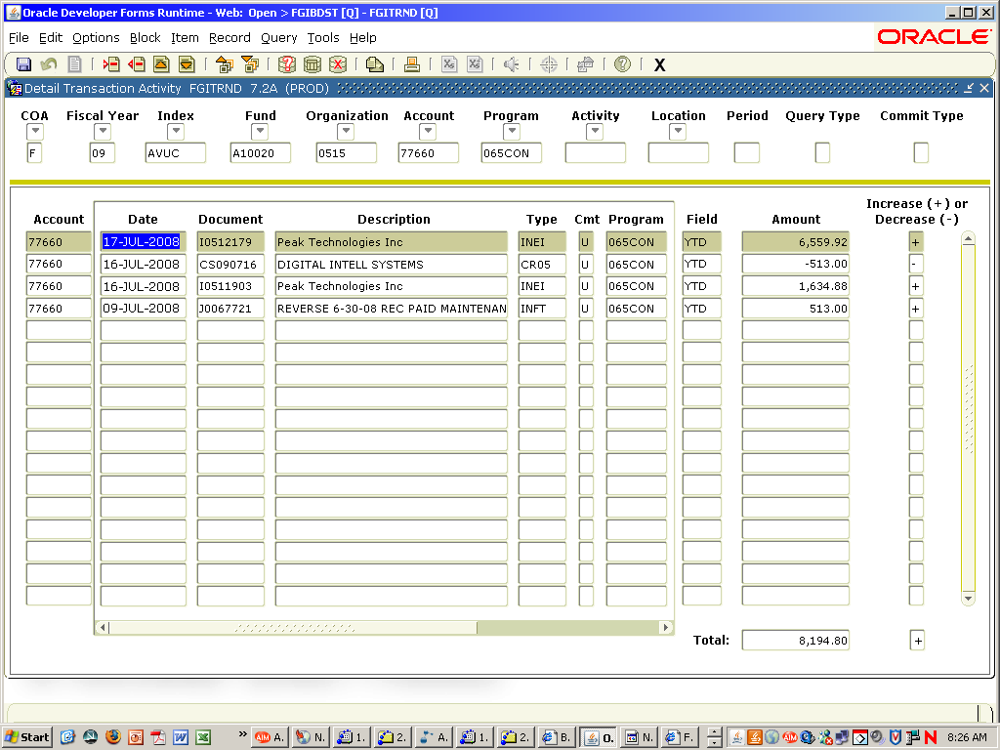 Oracle Developer Forms Runtime - Web: Open > FGIBDST [Q] - FGITRND [Q]
File Edit Options Block Item Record Query Tools Help
ORACLE
X
Detail Transaction Activity FGITRND 7.2A (PROD)
COA Fiscal Year Index Fund Organization Account Program Activity Location Period Query Type Commit Type
F 09 AVUC A10020 0515 77660 065CON
Increase (+) or
Account Date Document Description Type Cmt Program Field Amount Decrease (-)
77660 17-JUL-2008 I0512179 Peak Technologies Inc INEI U 065CON YTD 6,559.92 +
77660 16-JUL-2008 CS090716 DIGITAL INTELL SYSTEMS CR05 U 065CON YTD -513.00 -
77660 16-JUL-2008 I0511903 Peak Technologies Inc INEI U 065CON YTD 1,634.88 +
77660 09-JUL-2008 J0067721 REVERSE 6-30-08 REC PAID MAINTENAN INFT U 065CON YTD 513.00 +
Total: 8,194.80 +
Start A. N. 1. 2. A. 1. 2. B. O. N. F. 8:26 AM